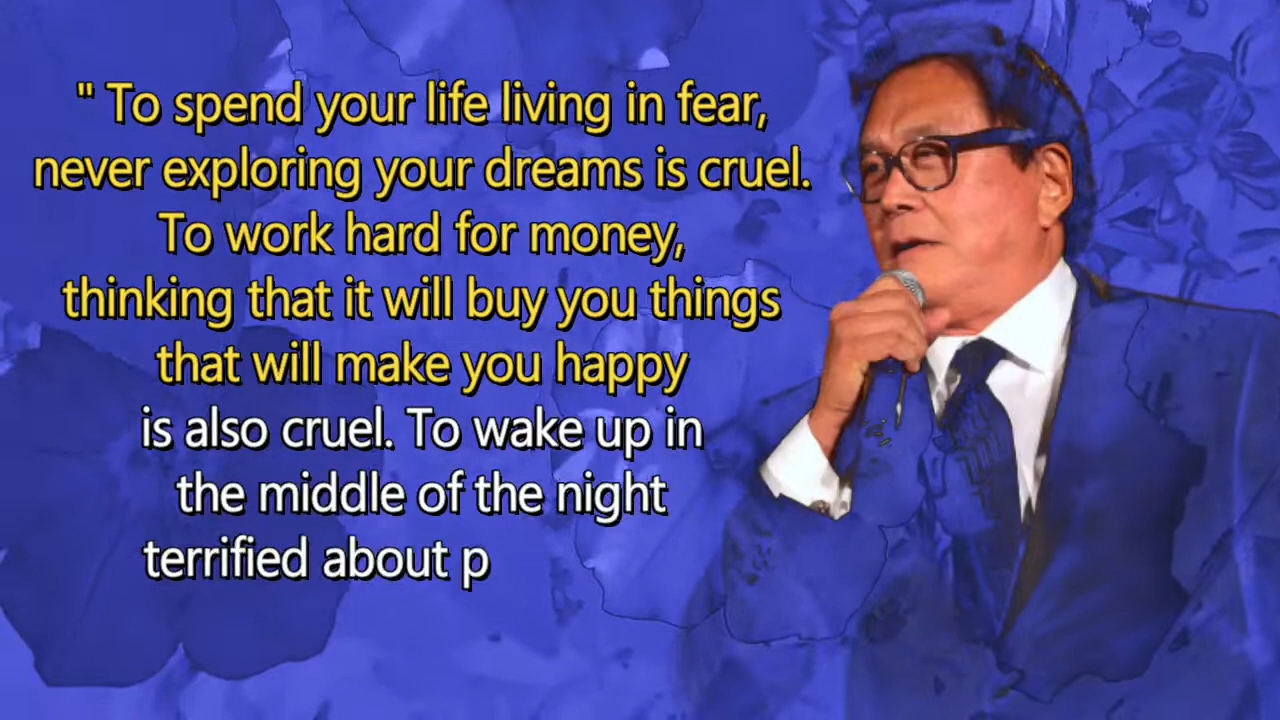 " To spend your life living in fear,
never exploring your dreams is cruel.
To work hard for money,
thinking that it will buy you things
that will make you happy
is also cruel. To wake up in
the middle of the night
terrified about p